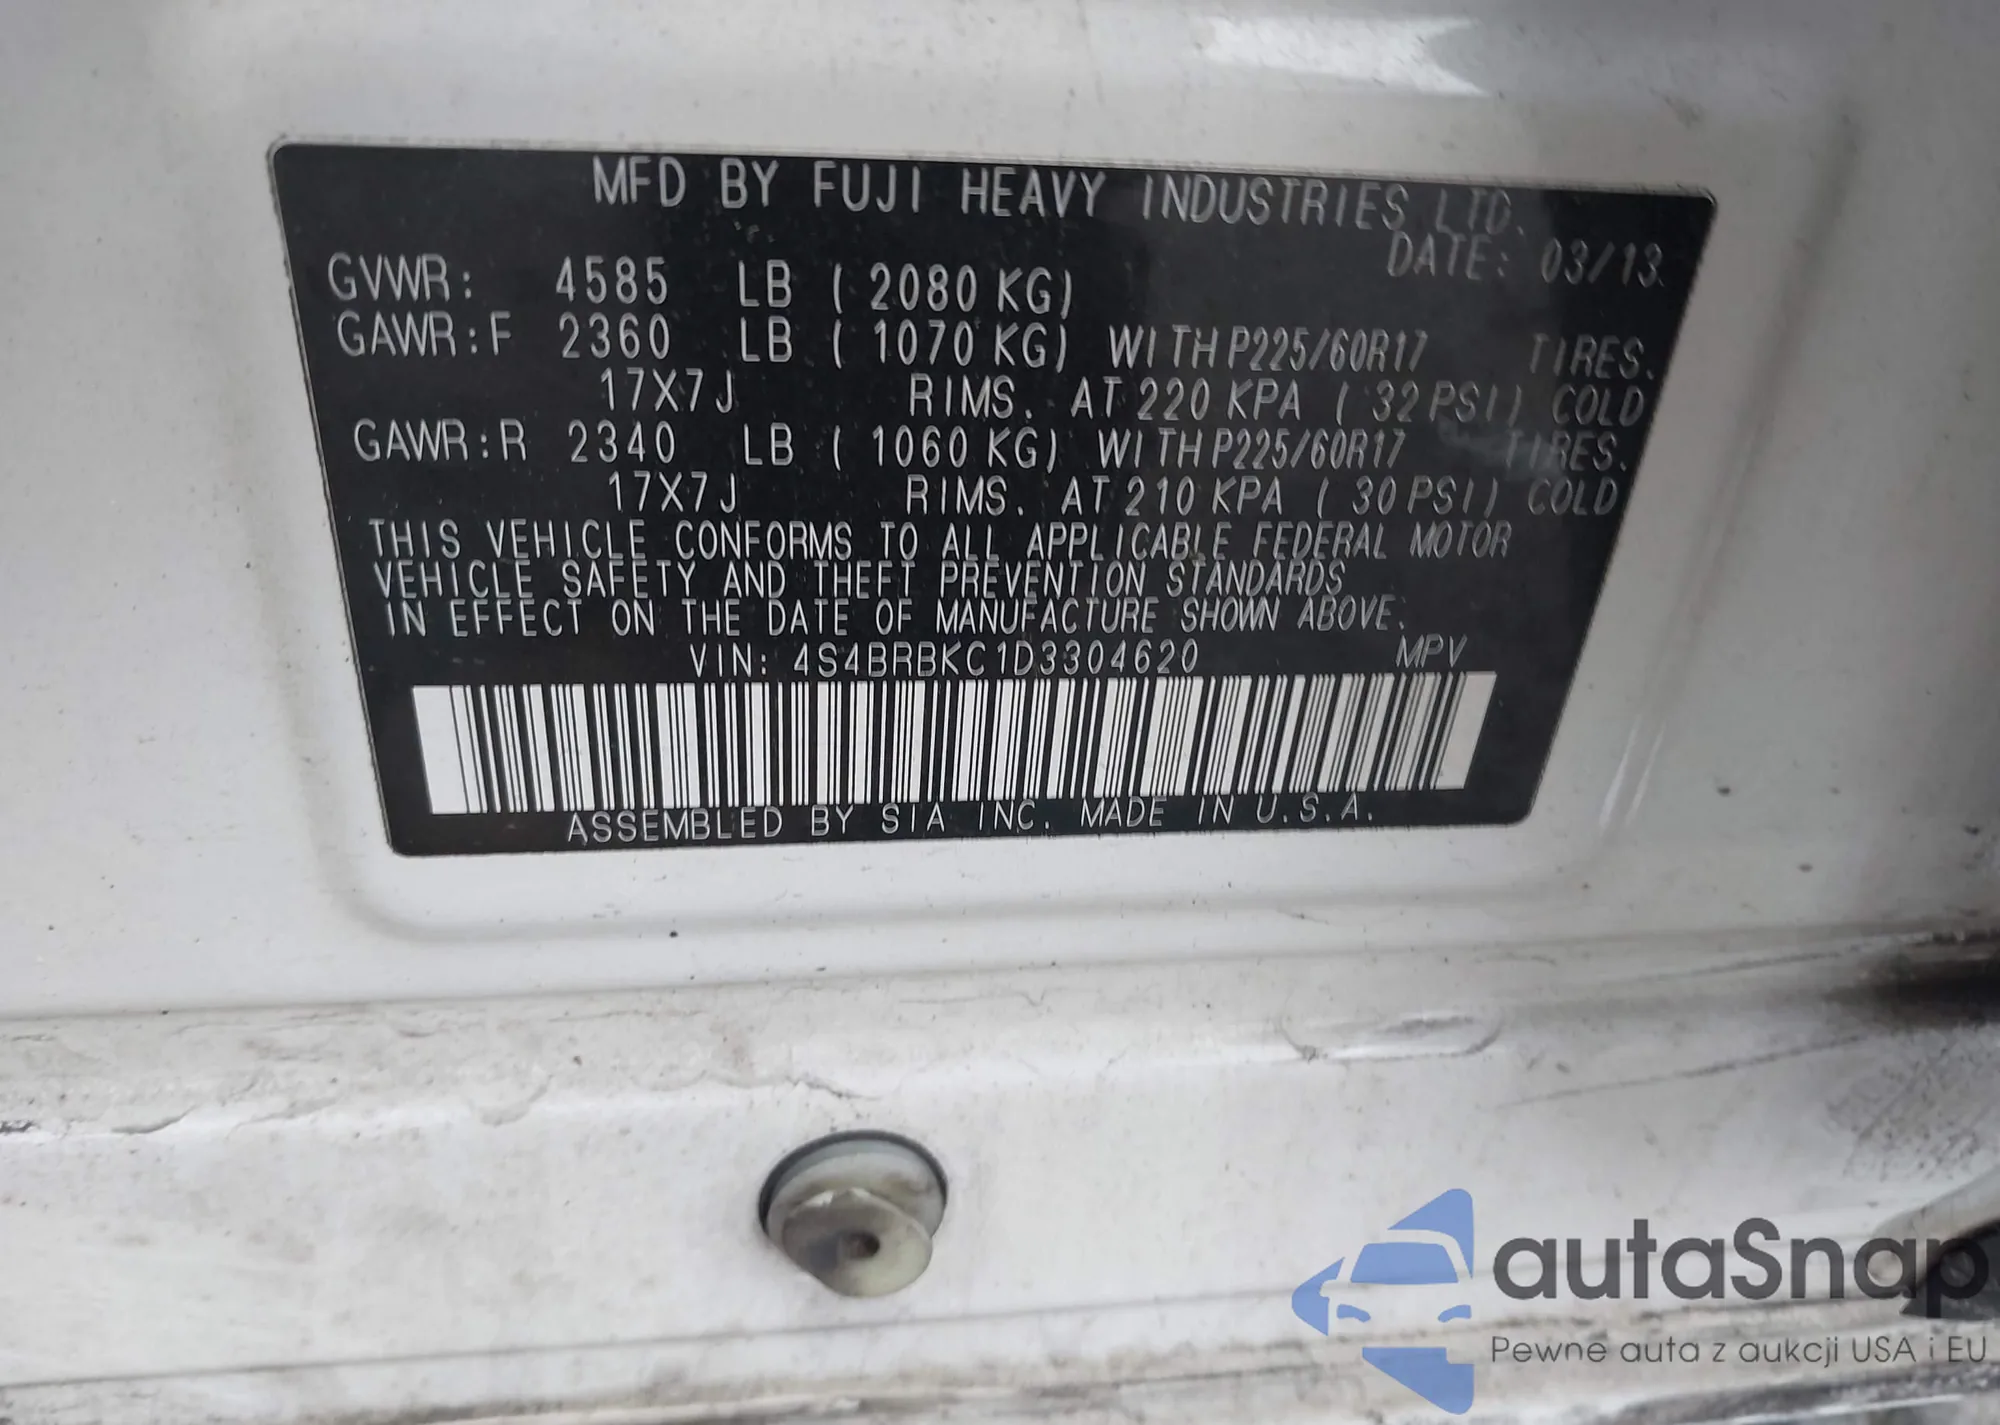 MFD BY FUJI HEAVY INDUSTRIES LTD.
DATE: 03/13.
GVWR: 4585 LB ( 2080 KG)
GAWR:F 2360 LB ( 1070 KG) WITH P225/60R17 TIRES.
17X7J RIMS. AT 220 KPA ( 32 PSI) COLD
GAWR:R 2340 LB ( 1060 KG) WITH P225/60R17 TIRES.
17X7J RIMS. AT 210 KPA ( 30 PSI) COLD
THIS VEHICLE CONFORMS TO ALL APPLICABLE FEDERAL MOTOR
VEHICLE SAFETY AND THEFT PREVENTION STANDARDS
IN EFFECT ON THE DATE OF MANUFACTURE SHOWN ABOVE.
VIN: 4S4BRBKC1D3304620 MPV
ASSEMBLED BY SIA INC. MADE IN U.S.A.
autaSnap
Pewne auta z aukcji USA i EU